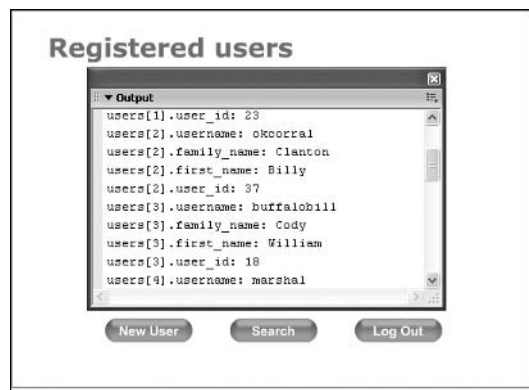 Registered users
Output
users[1].user_id: 23
users[2].username: okcorral
users[2].family_name: Clanton
users[2].first_name: Billy
users[2].user_id: 37
users[3].username: buffalobill
users[3].family_name: Cody
users[3].first_name: William
users[3].user_id: 18
users[4].username: marshal
New User Search Log Out